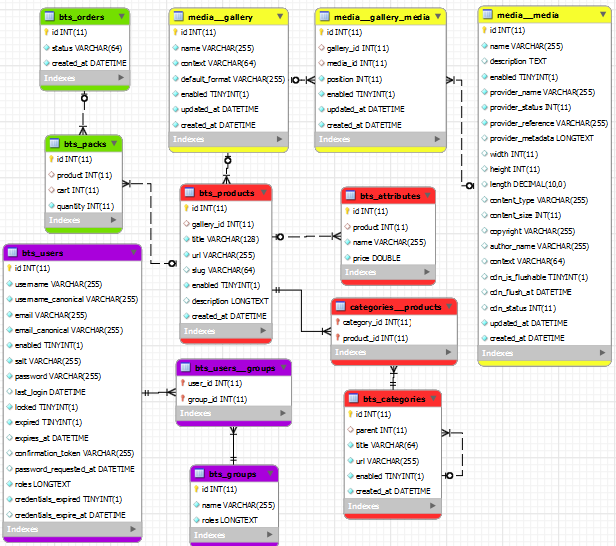 bts_orders
id INT(11)
status VARCHAR(64)
created_at DATETIME
Indexes
media__gallery
id INT(11)
name VARCHAR(255)
context VARCHAR(64)
default_format VARCHAR(255)
enabled TINYINT(1)
updated_at DATETIME
created_at DATETIME
Indexes
media__gallery_media
id INT(11)
gallery_id INT(11)
media_id INT(11)
position INT(11)
enabled TINYINT(1)
updated_at DATETIME
created_at DATETIME
Indexes
media__media
id INT(11)
name VARCHAR(255)
description TEXT
enabled TINYINT(1)
provider_name VARCHAR(255)
provider_status INT(11)
provider_reference VARCHAR(255)
provider_metadata LONGTEXT
width INT(11)
height INT(11)
length DECIMAL(10,0)
content_type VARCHAR(255)
content_size INT(11)
copyright VARCHAR(255)
author_name VARCHAR(255)
context VARCHAR(64)
cdn_is_flushable TINYINT(1)
cdn_flush_at DATETIME
cdn_status INT(11)
updated_at DATETIME
created_at DATETIME
Indexes
bts_packs
id INT(11)
product INT(11)
cart INT(11)
quantity INT(11)
Indexes
bts_products
id INT(11)
gallery_id INT(11)
title VARCHAR(128)
url VARCHAR(255)
slug VARCHAR(64)
enabled TINYINT(1)
description LONGTEXT
created_at DATETIME
Indexes
bts_attributes
id INT(11)
product INT(11)
name VARCHAR(255)
price DOUBLE
Indexes
bts_users
id INT(11)
username VARCHAR(255)
username_canonical VARCHAR(255)
email VARCHAR(255)
email_canonical VARCHAR(255)
enabled TINYINT(1)
salt VARCHAR(255)
password VARCHAR(255)
last_login DATETIME
locked TINYINT(1)
expired TINYINT(1)
expires_at DATETIME
confirmation_token VARCHAR(255)
password_requested_at DATETIME
roles LONGTEXT
credentials_expired TINYINT(1)
credentials_expire_at DATETIME
Indexes
categories__products
category_id INT(11)
product_id INT(11)
Indexes
bts_users__groups
user_id INT(11)
group_id INT(11)
Indexes
bts_categories
id INT(11)
parent INT(11)
title VARCHAR(64)
url VARCHAR(255)
enabled TINYINT(1)
created_at DATETIME
Indexes
bts_groups
id INT(11)
name VARCHAR(255)
roles LONGTEXT
Indexes